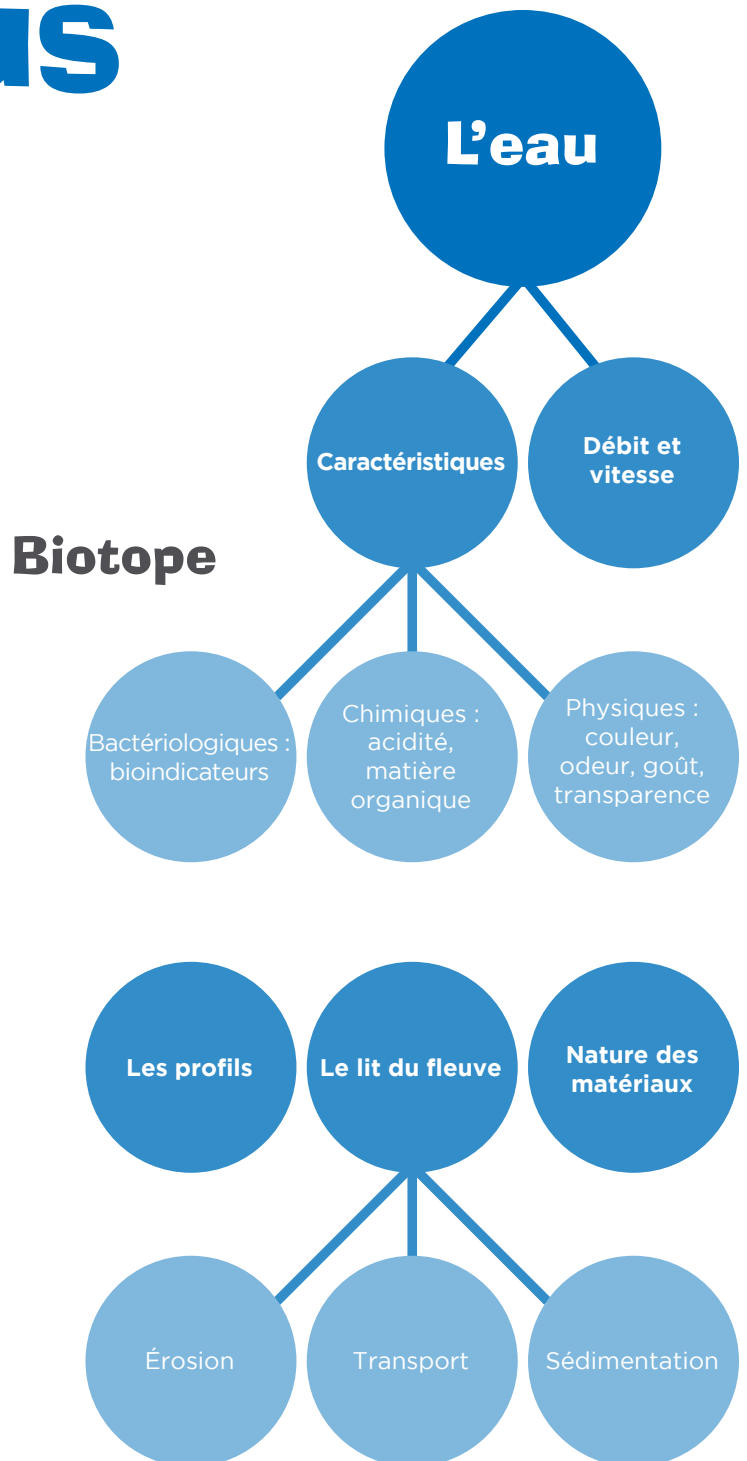 us
L’eau
Caractéristiques
Débit et
vitesse
Biotope
Bactériologiques :
bioindicateurs
Chimiques :
acidité,
matière
organique
Physiques :
couleur,
odeur, goût,
transparence
Les profils
Le lit du fleuve
Nature des
matériaux
Érosion
Transport
Sédimentation